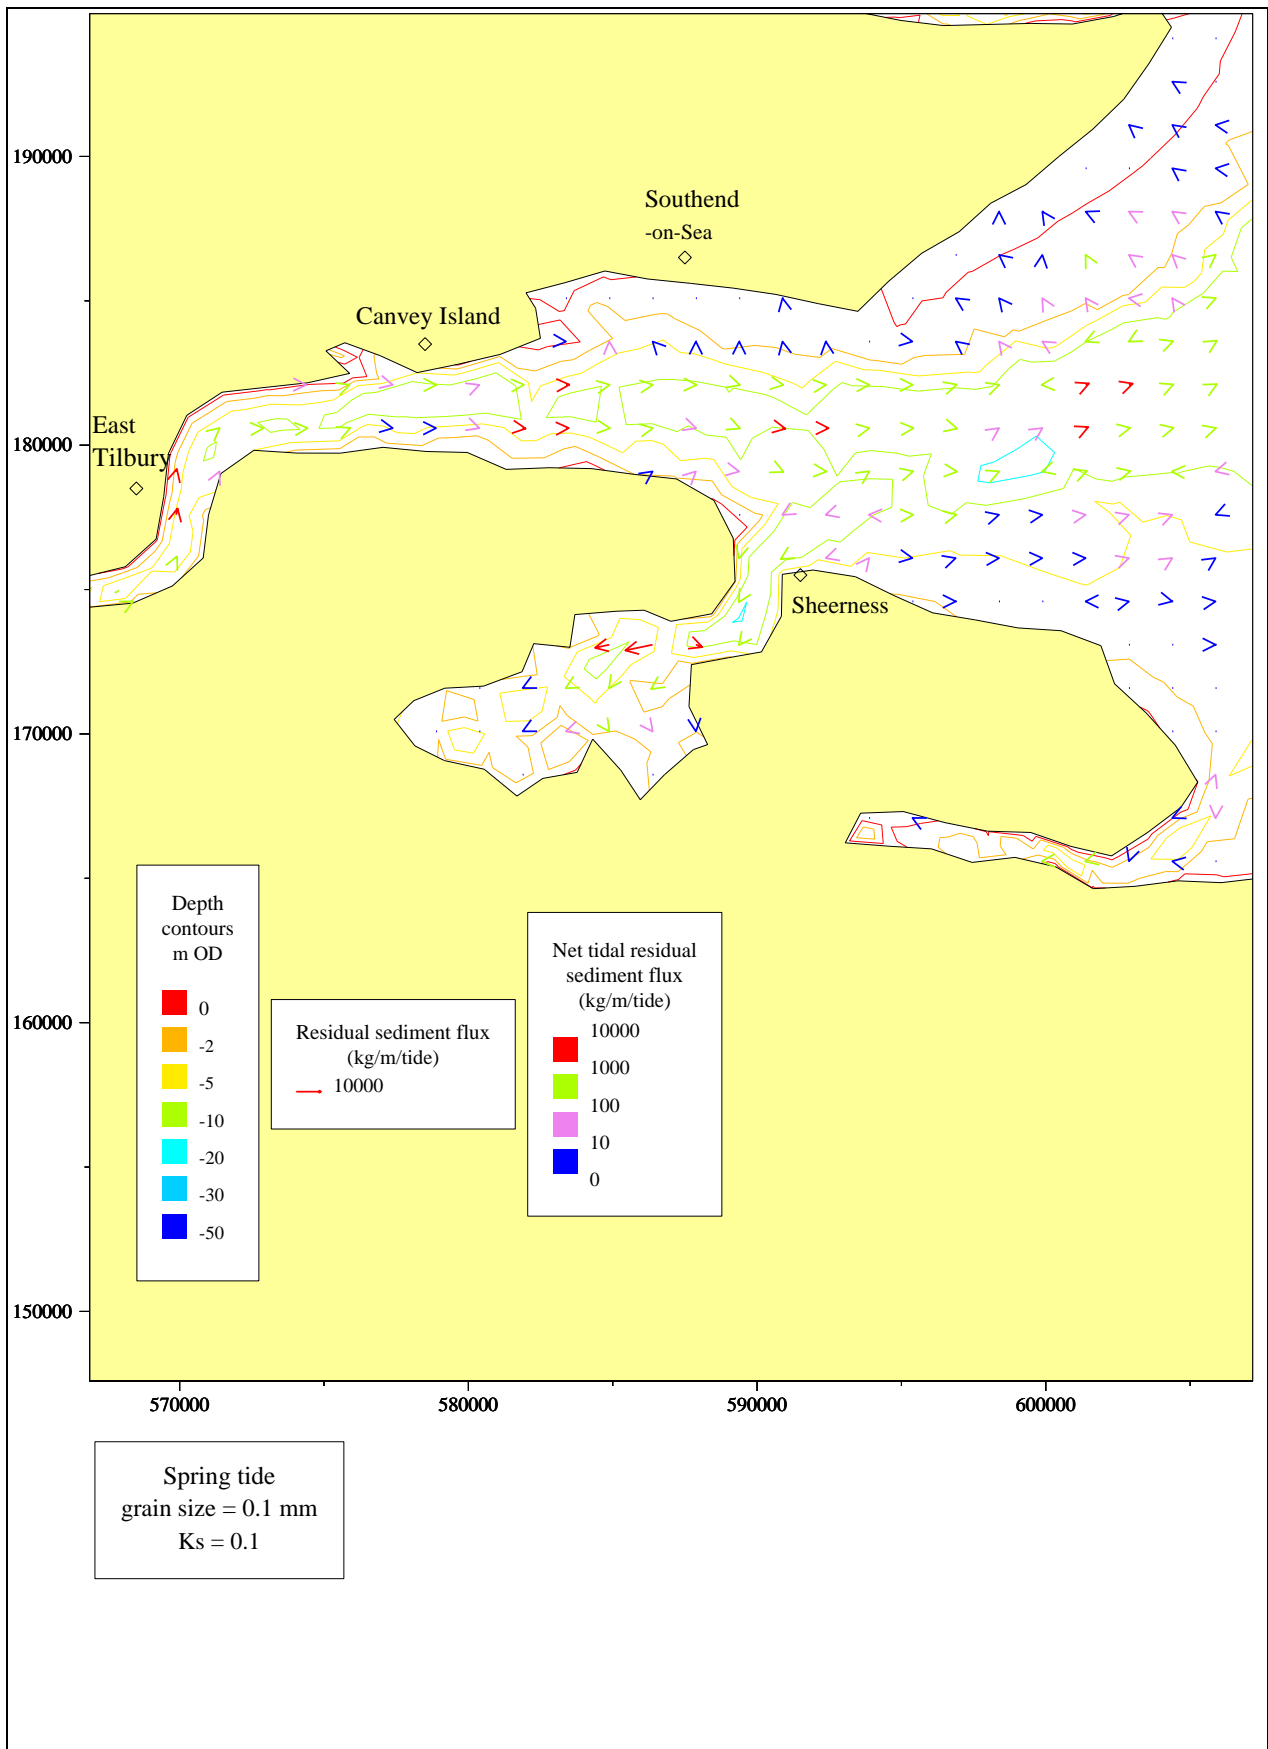 190000
180000
170000
160000
150000
570000
580000
590000
600000
Southend
-on-Sea
Canvey Island
East
Tilbury
Sheerness
Depth
contours
m OD
0
-2
-5
-10
-20
-30
-50
Residual sediment flux
(kg/m/tide)
10000
Net tidal residual
sediment flux
(kg/m/tide)
10000
1000
100
10
0
Spring tide
grain size = 0.1 mm
Ks = 0.1